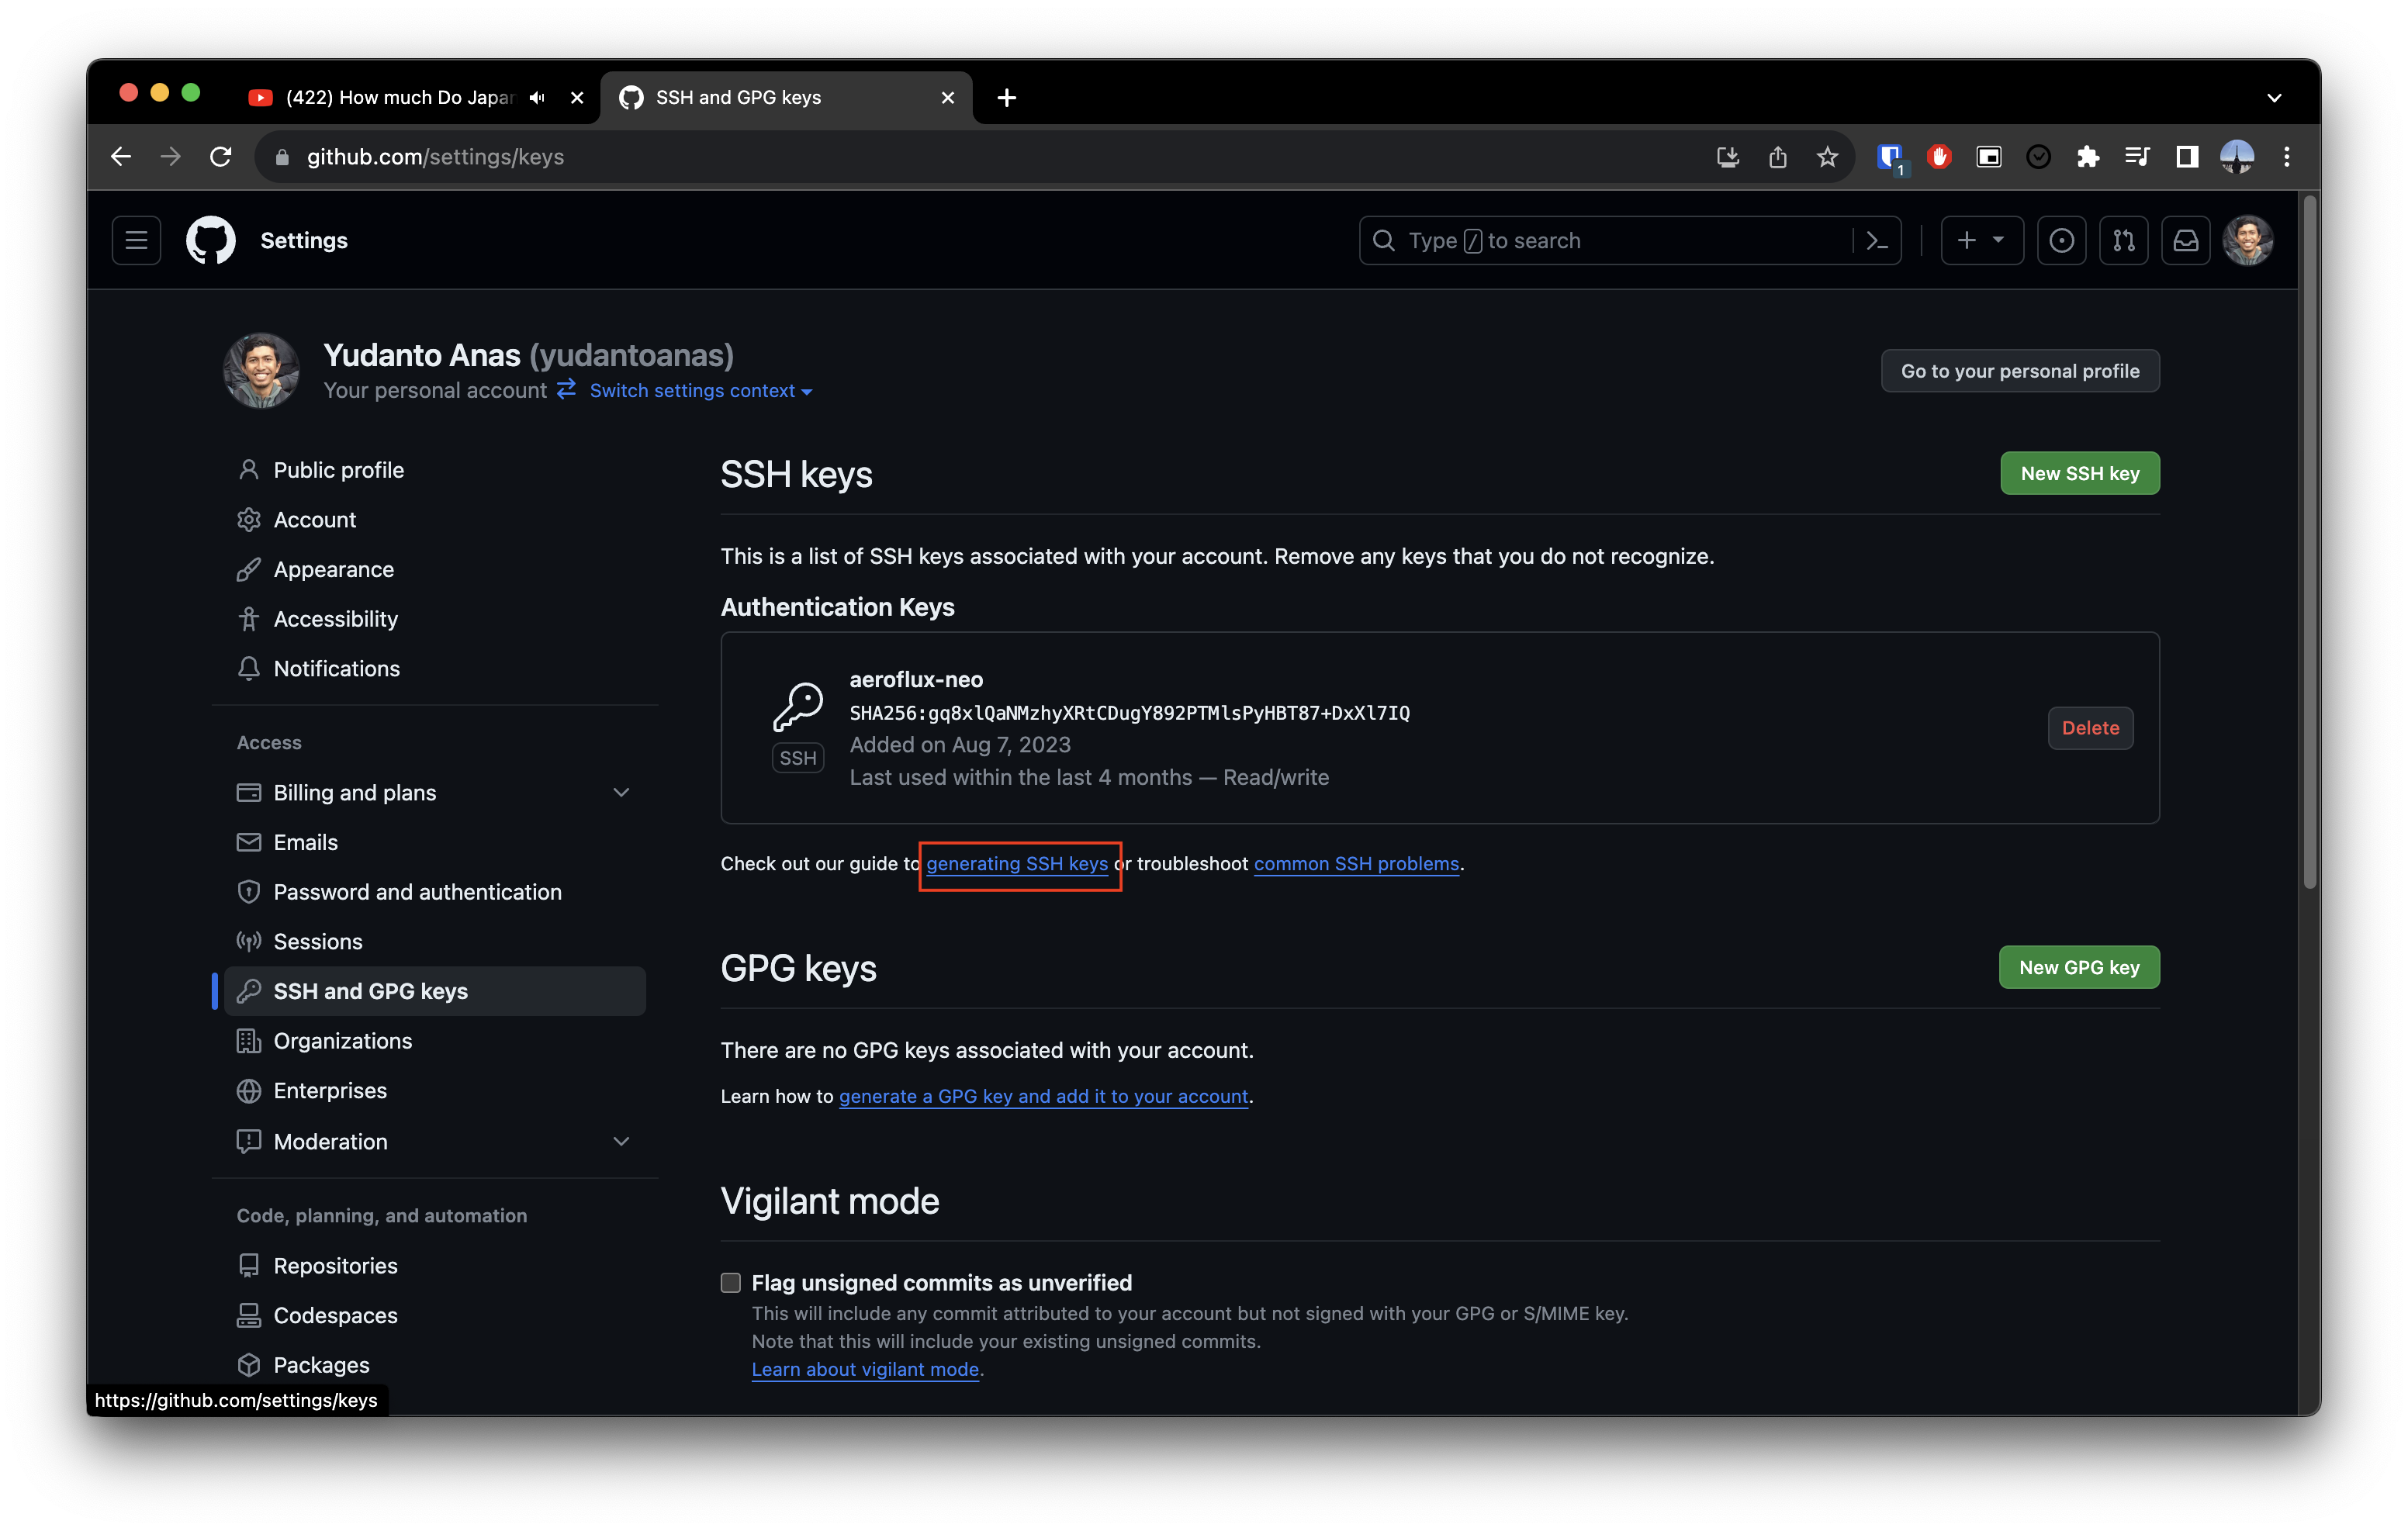 (422) How much Do Japan
SSH and GPG keys
github.com/settings/keys
1
Settings
Type / to search
Yudanto Anas (yudantoanas)
Your personal account Switch settings context
Go to your personal profile
Public profile
Account
Appearance
Accessibility
Notifications
Access
Billing and plans
Emails
Password and authentication
Sessions
SSH and GPG keys
Organizations
Enterprises
Moderation
Code, planning, and automation
Repositories
Codespaces
Packages
https://github.com/settings/keys
SSH keys
New SSH key
This is a list of SSH keys associated with your account. Remove any keys that you do not recognize.
Authentication Keys
aeroflux-neo
SHA256:gq8xlQaNMzhyXRtCDugY892PTMlsPyHBT87+DxXl7IQ
SSH
Added on Aug 7, 2023
Last used within the last 4 months — Read/write
Delete
Check out our guide to generating SSH keys or troubleshoot common SSH problems.
GPG keys
New GPG key
There are no GPG keys associated with your account.
Learn how to generate a GPG key and add it to your account.
Vigilant mode
Flag unsigned commits as unverified
This will include any commit attributed to your account but not signed with your GPG or S/MIME key.
Note that this will include your existing unsigned commits.
Learn about vigilant mode.